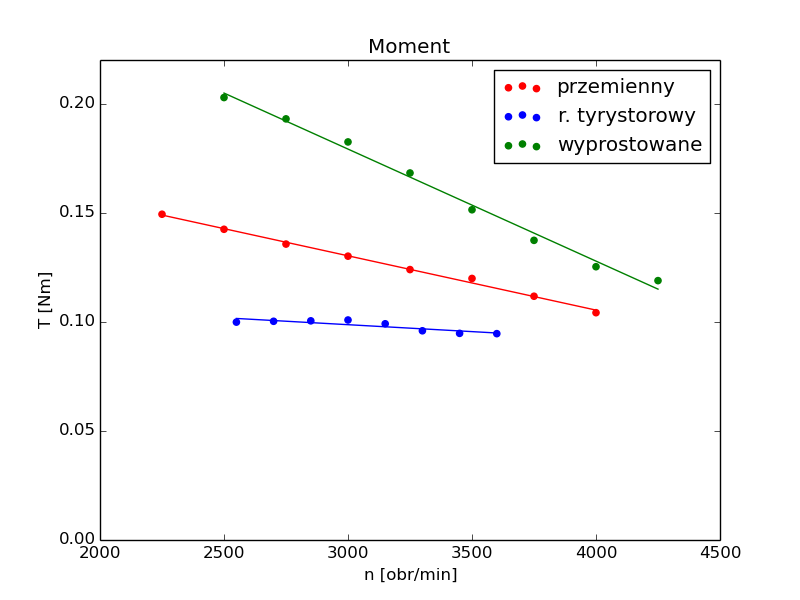 Moment
przemienny
r. tyrystorowy
wyprostowane
T [Nm]
0.20
0.15
0.10
0.05
0.00
2000 2500 3000 3500 4000 4500
n [obr/min]